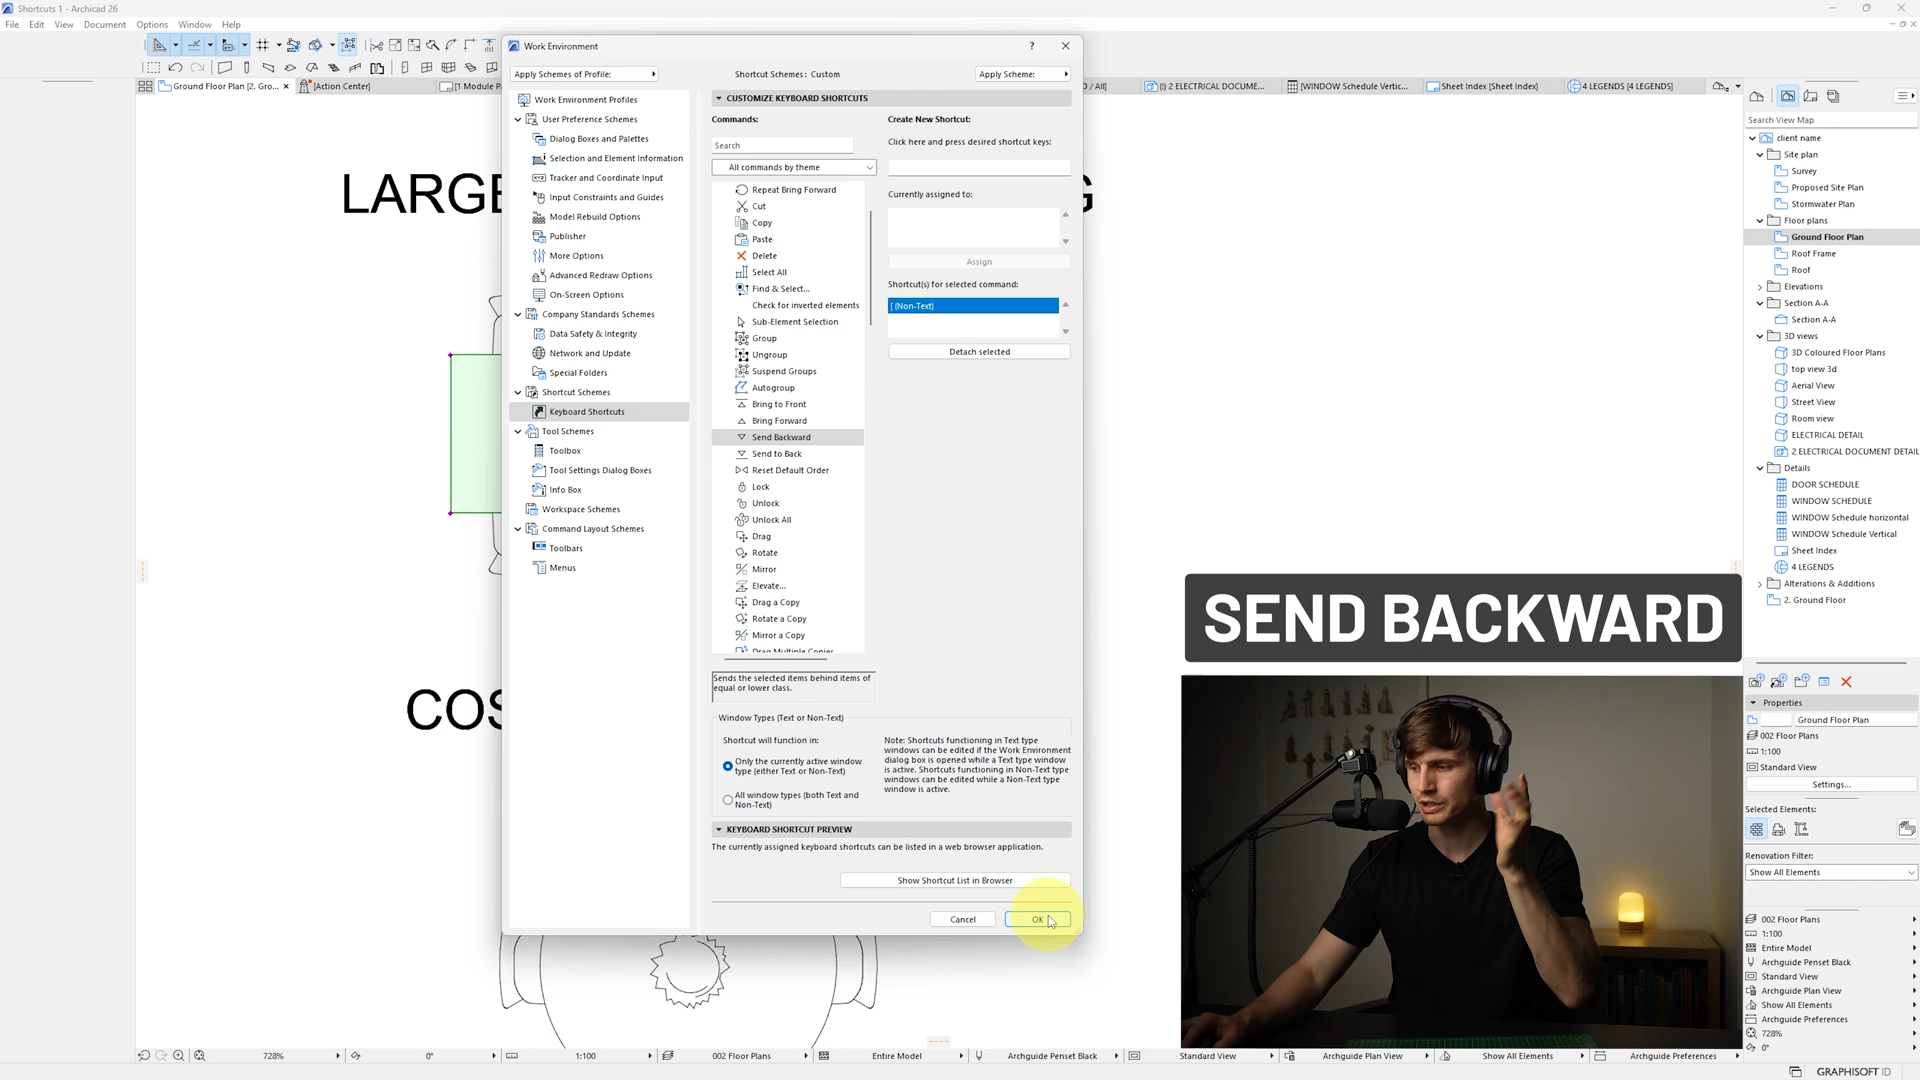 Shortcuts 1 - Archicad 26
File Edit View Document Options Window Help
Ground Floor Plan [2. Gro...
[Action Center]
[1 Module P
/ All]
(!) 2 ELECTRICAL DOCUME...
[WINDOW Schedule Vertic...
Sheet Index [Sheet Index]
4 LEGENDS [4 LEGENDS]
LARGE
G
COS
Work Environment
?
Apply Schemes of Profile:
Shortcut Schemes: Custom
Apply Scheme:
Work Environment Profiles
User Preference Schemes
Dialog Boxes and Palettes
Selection and Element Information
Tracker and Coordinate Input
Input Constraints and Guides
Model Rebuild Options
Publisher
More Options
Advanced Redraw Options
On-Screen Options
Company Standards Schemes
Data Safety & Integrity
Network and Update
Special Folders
Shortcut Schemes
Keyboard Shortcuts
Tool Schemes
Toolbox
Tool Settings Dialog Boxes
Info Box
Workspace Schemes
Command Layout Schemes
Toolbars
Menus
CUSTOMIZE KEYBOARD SHORTCUTS
Commands:
Search
All commands by theme
Repeat Bring Forward
Cut
Copy
Paste
Delete
Select All
Find & Select...
Check for inverted elements
Sub-Element Selection
Group
Ungroup
Suspend Groups
Autogroup
Bring to Front
Bring Forward
Send Backward
Send to Back
Reset Default Order
Lock
Unlock
Unlock All
Drag
Rotate
Mirror
Elevate...
Drag a Copy
Rotate a Copy
Mirror a Copy
Drag Multiple Copies
Sends the selected items behind items of
equal or lower class.
Create New Shortcut:
Click here and press desired shortcut keys:
Currently assigned to:
Assign
Shortcut(s) for selected command:
[ (Non-Text)
Detach selected
Window Types (Text or Non-Text)
Shortcut will function in:
Only the currently active window
type (either Text or Non-Text)
All window types (both Text and
Non-Text)
Note: Shortcuts functioning in Text type
windows can be edited if the Work Environment
dialog box is opened while a Text type window
is active. Shortcuts functioning in Non-Text type
windows can be edited while a Non-Text type
window is active.
KEYBOARD SHORTCUT PREVIEW
The currently assigned keyboard shortcuts can be listed in a web browser application.
Show Shortcut List in Browser
Cancel
OK
SEND BACKWARD
Search View Map
client name
Site plan
Survey
Proposed Site Plan
Stormwater Plan
Floor plans
Ground Floor Plan
Roof Frame
Roof
Elevations
Section A-A
Section A-A
3D views
3D Coloured Floor Plans
top view 3d
Aerial View
Street View
Room view
ELECTRICAL DETAIL
2 ELECTRICAL DOCUMENT DETAIL
Details
DOOR SCHEDULE
WINDOW SCHEDULE
WINDOW Schedule horizontal
WINDOW Schedule Vertical
Sheet Index
4 LEGENDS
Alterations & Additions
2. Ground Floor
Properties
Ground Floor Plan
002 Floor Plans
1:100
Standard View
Settings...
Selected Elements:
Renovation Filter:
Show All Elements
002 Floor Plans
1:100
Entire Model
Archguide Penset Black
Standard View
Archguide Plan View
Show All Elements
Archguide Preferences
728%
0°
728% 0° 1:100 002 Floor Plans Entire Model Archguide Penset Black Standard View Archguide Plan View Show All Elements Archguide Preferences
GRAPHISOFT ID